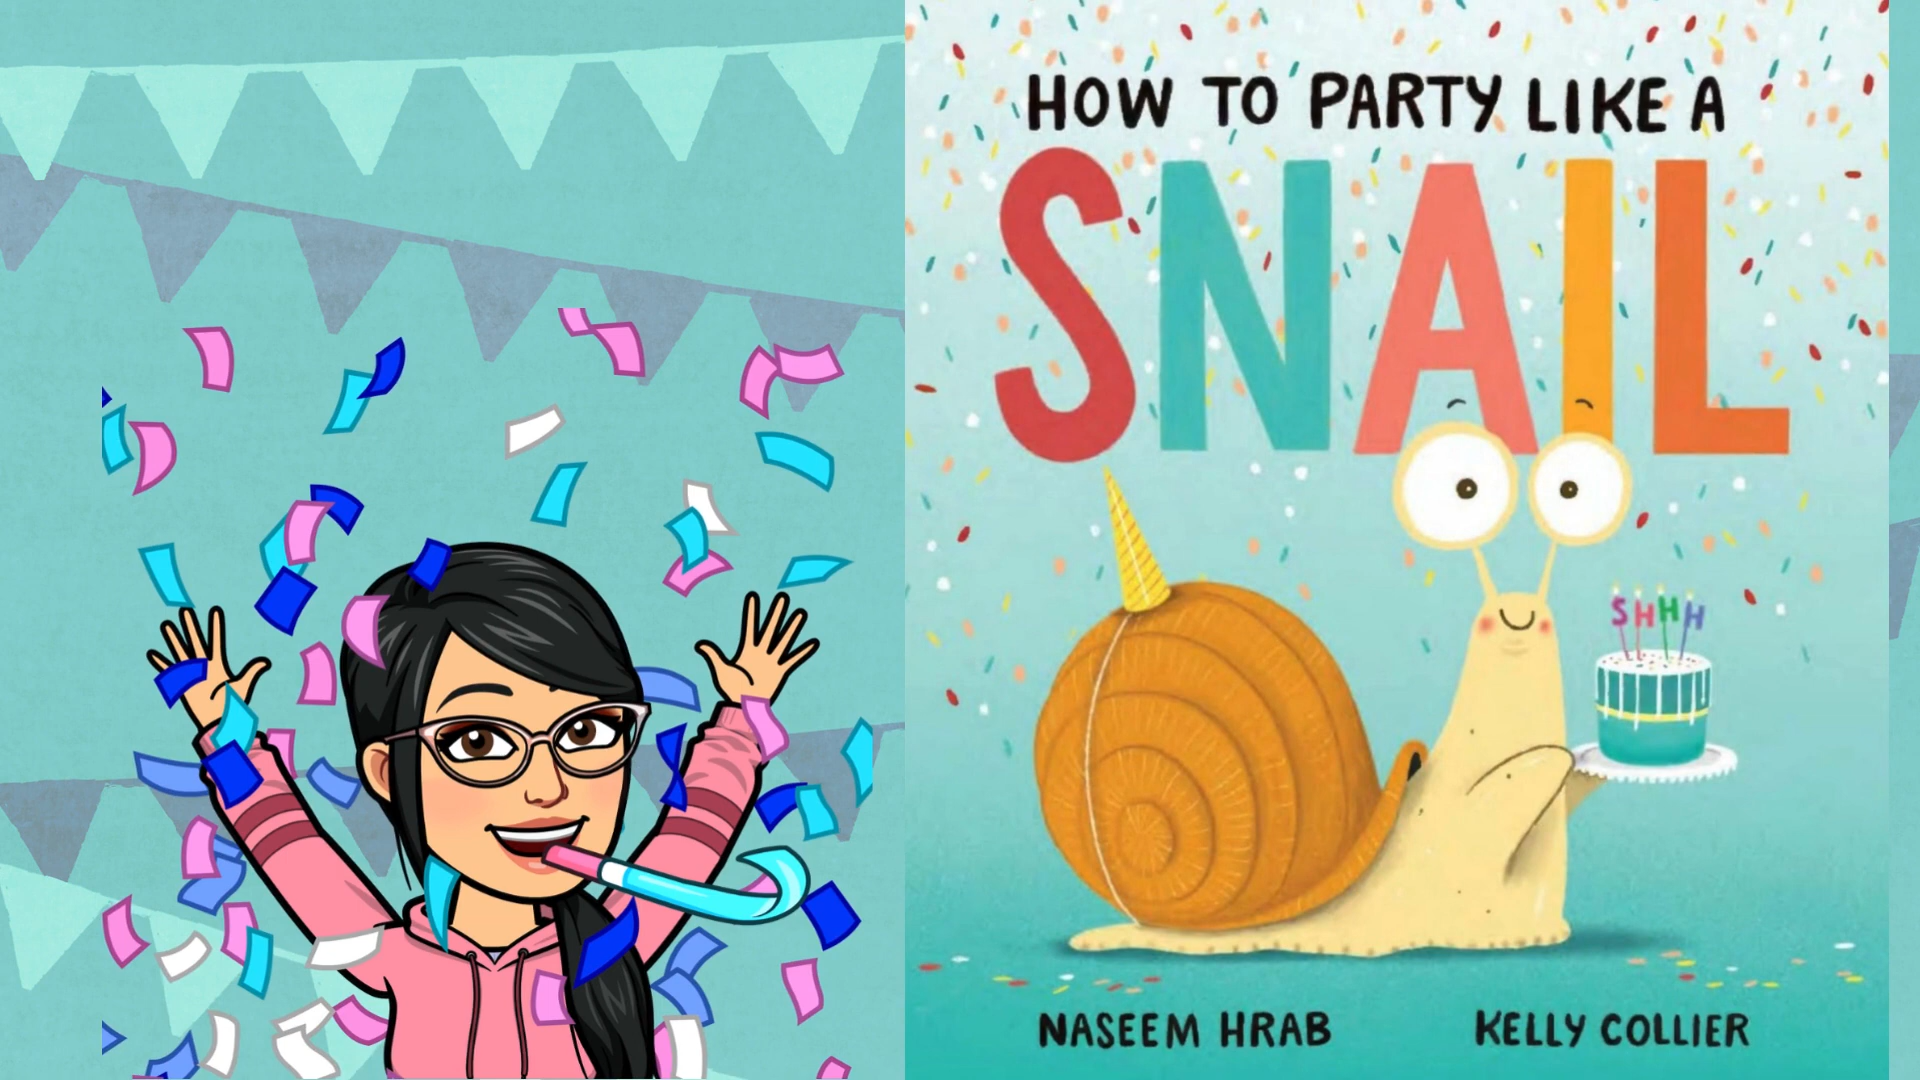 HOW TO PARTY LIKE A
SNAIL
SHHH
NASEEM HRAB
KELLY COLLIER